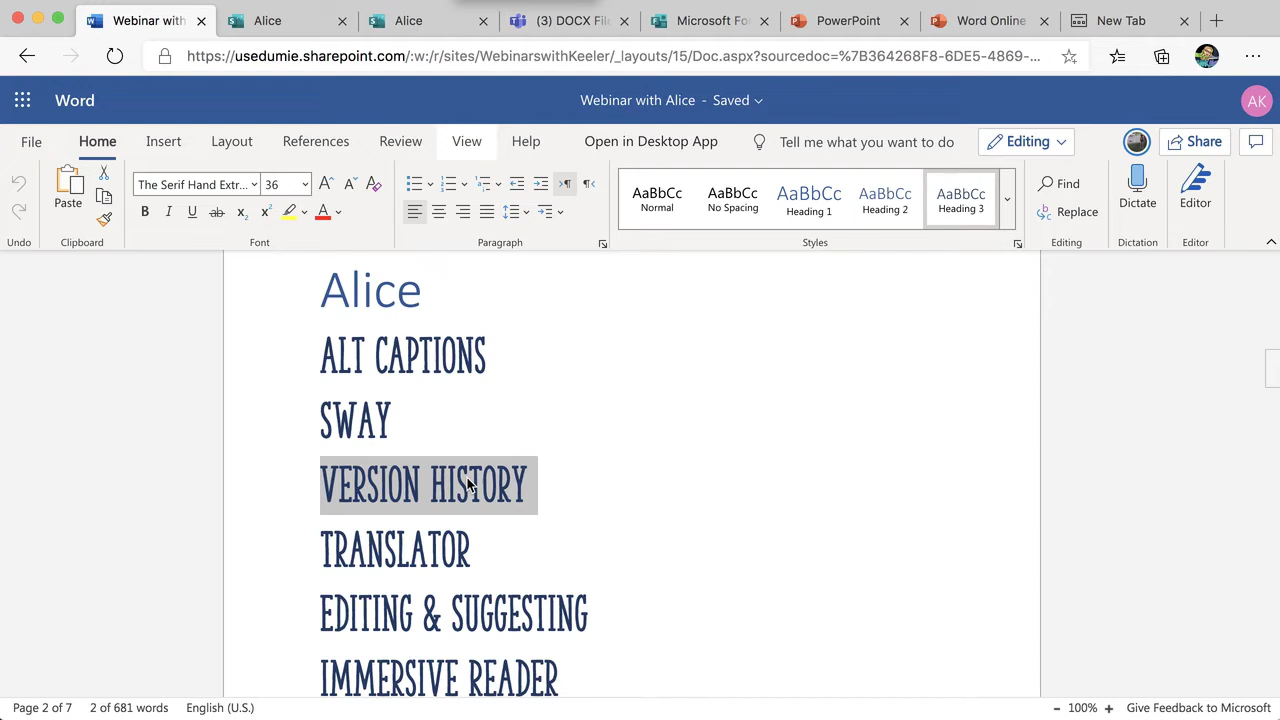 Webinar with
Alice
Alice
(3) DOCX Fil
Microsoft Fo
PowerPoint
Word Online
New Tab
https://usedumie.sharepoint.com/:w:/r/sites/WebinarswithKeeler/_layouts/15/Doc.aspx?sourcedoc=%7B364268F8-6DE5-4869-...
Word
Webinar with Alice - Saved
AK
File
Home
Insert
Layout
References
Review
View
Help
Open in Desktop App
Tell me what you want to do
Editing
Share
Paste
The Serif Hand Extr...
36
AaBbCc
Normal
AaBbCc
No Spacing
AaBbCc
Heading 1
AaBbCc
Heading 2
AaBbCc
Heading 3
Find
Replace
Dictate
Editor
Undo
Clipboard
Font
Paragraph
Styles
Editing
Dictation
Editor
Alice
ALT CAPTIONS
SWAY
VERSION HISTORY
TRANSLATOR
EDITING & SUGGESTING
IMMERSIVE READER
Page 2 of 7
2 of 681 words
English (U.S.)
100%
Give Feedback to Microsoft